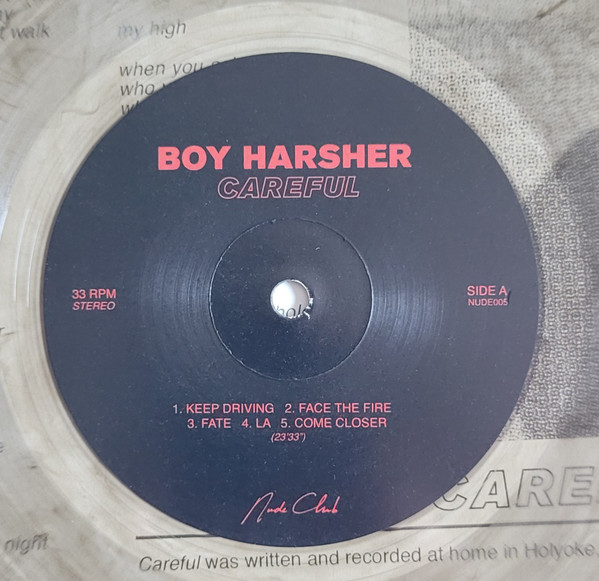 t walk
my high
when you
who
BOY HARSHER
CAREFUL
33 RPM
STEREO
SIDE A
NUDE005
1. KEEP DRIVING 2. FACE THE FIRE
3. FATE 4. LA 5. COME CLOSER
(23'33")
Nude Club
CARE
night
Careful was written and recorded at home in Holyoke,